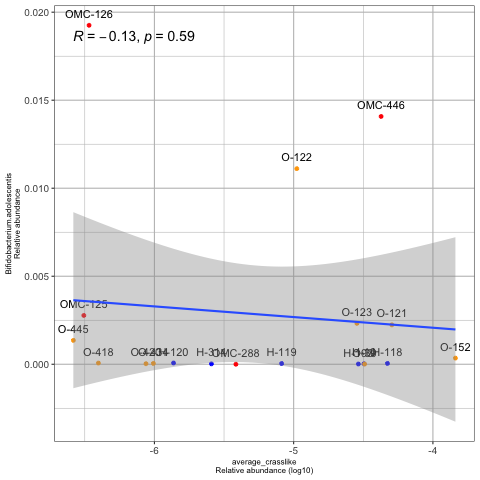 0.020
OMC-126
R = −0.13, p = 0.59
0.015
OMC-446
O-122
0.010
Bifidobacterium.adolescentis
Relative abundance
0.005
OMC-125
O-123
O-121
O-445
O-152
O-418
H-120
OMC-288
H-119
H-118
0.000
-6
-5
-4
average_crasslike
Relative abundance (log10)